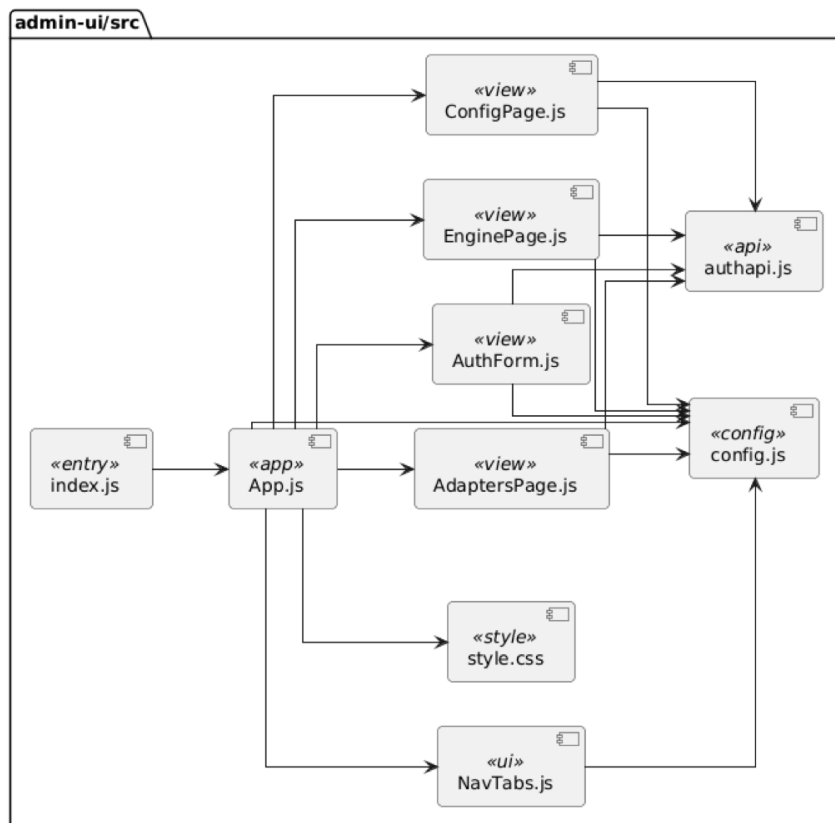 admin-ui/src
«view»
ConfigPage.js
«view»
EnginePage.js
«api»
authapi.js
«view»
AuthForm.js
«entry»
index.js
«app»
App.js
«view»
AdaptersPage.js
«config»
config.js
«style»
style.css
«ui»
NavTabs.js